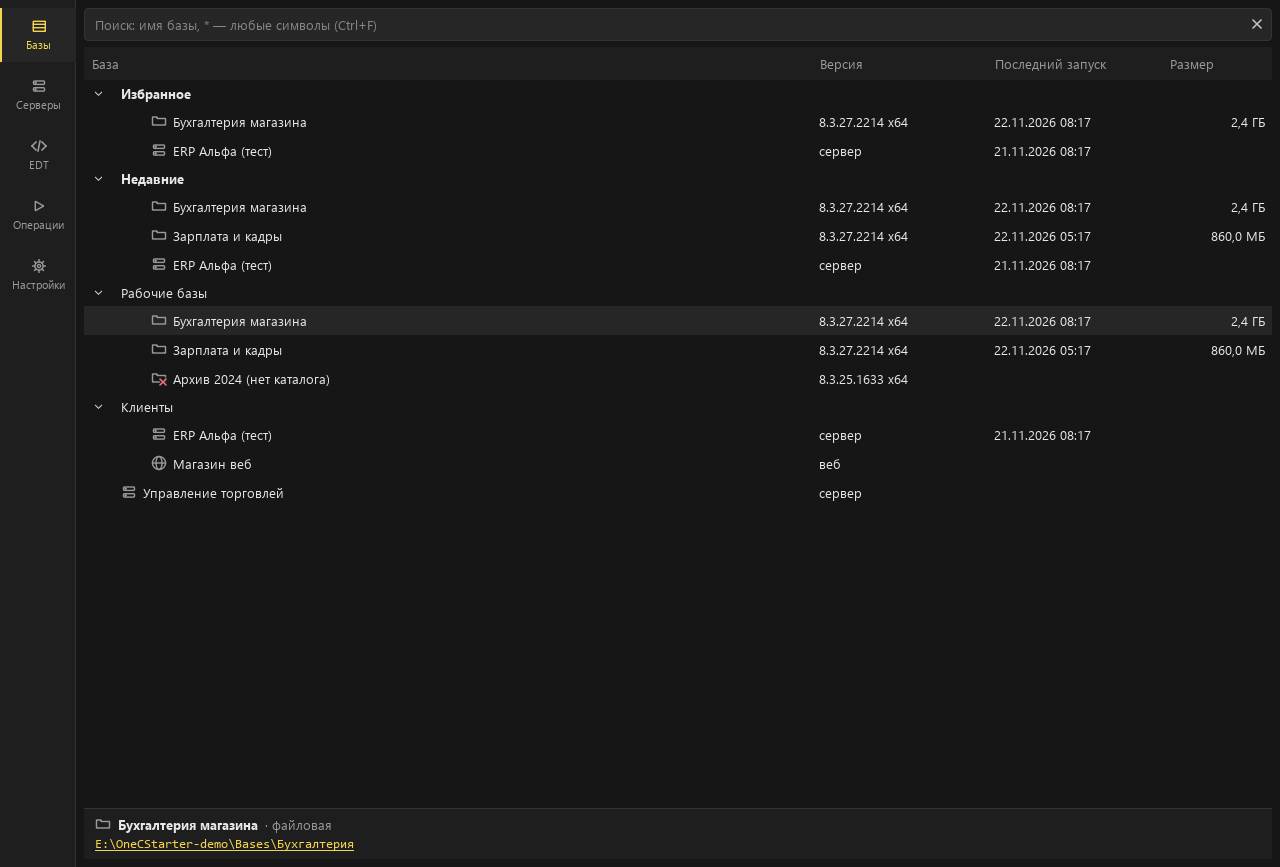 Базы
Серверы
EDT
Операции
Настройки
Поиск: имя базы, * — любые символы (Ctrl+F)
База Версия Последний запуск Размер
Избранное
Бухгалтерия магазина 8.3.27.2214 x64 22.11.2026 08:17 2,4 ГБ
ERP Альфа (тест) сервер 21.11.2026 08:17
Недавние
Бухгалтерия магазина 8.3.27.2214 x64 22.11.2026 08:17 2,4 ГБ
Зарплата и кадры 8.3.27.2214 x64 22.11.2026 05:17 860,0 МБ
ERP Альфа (тест) сервер 21.11.2026 08:17
Рабочие базы
Бухгалтерия магазина 8.3.27.2214 x64 22.11.2026 08:17 2,4 ГБ
Зарплата и кадры 8.3.27.2214 x64 22.11.2026 05:17 860,0 МБ
Архив 2024 (нет каталога) 8.3.25.1633 x64
Клиенты
ERP Альфа (тест) сервер 21.11.2026 08:17
Магазин веб веб
Управление торговлей сервер
Бухгалтерия магазина · файловая
E:\OneCStarter-demo\Bases\Бухгалтерия